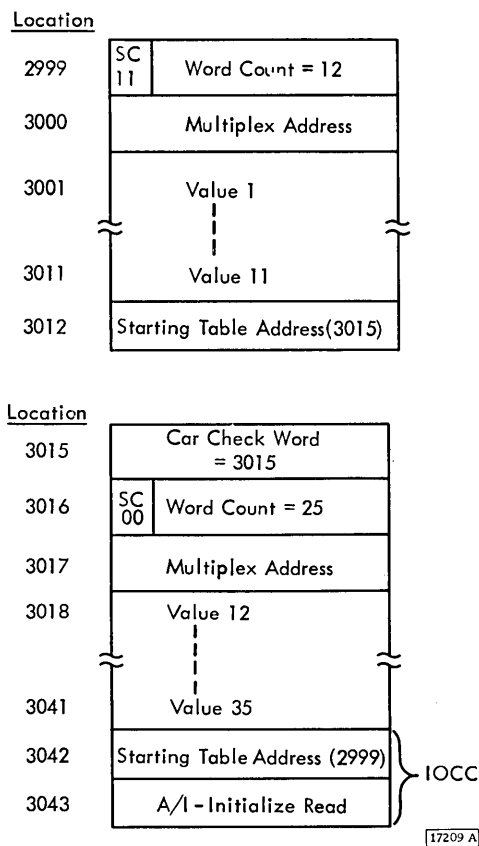 Location
2999 SC 11 Word Count = 12
3000 Multiplex Address
3001 Value 1
3011 Value 11
3012 Starting Table Address(3015)
Location
3015 Car Check Word = 3015
3016 SC 00 Word Count = 25
3017 Multiplex Address
3018 Value 12
3041 Value 35
3042 Starting Table Address (2999)
IOCC
3043 A/I-Initialize Read
17209 A